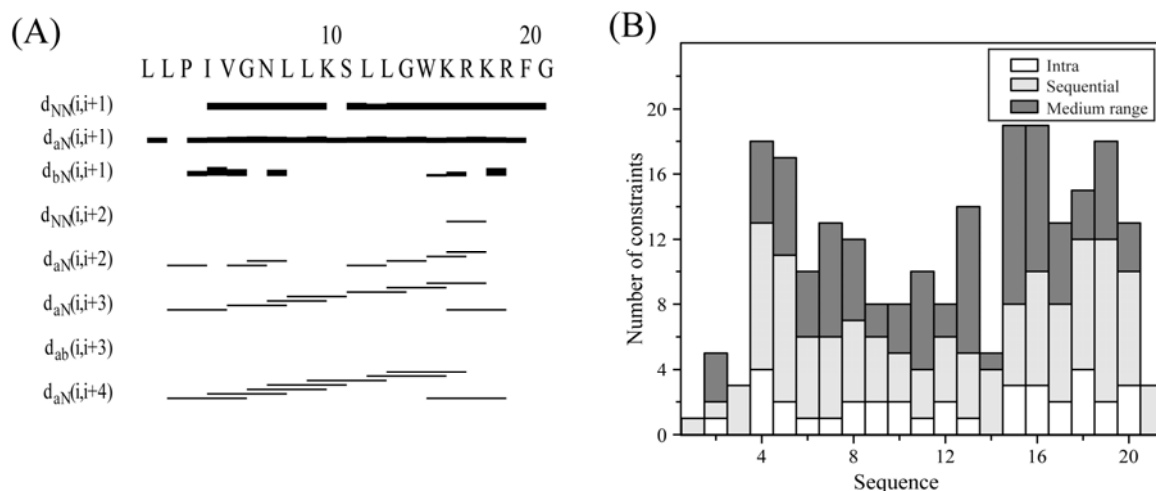 (A)
10 20
L L P I V G N L L K S L L G W K R K R F G
dNN(i,i+1)
daN(i,i+1)
dbN(i,i+1)
dNN(i,i+2)
daN(i,i+2)
daN(i,i+3)
dab(i,i+3)
daN(i,i+4)
(B)
Intra
Sequential
Medium range
Number of constraints
20
16
12
8
4
0
4 8 12 16 20
Sequence